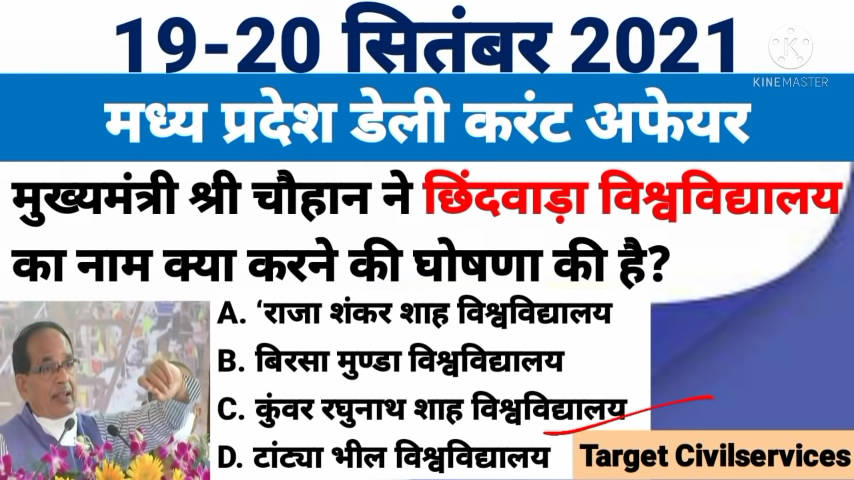 19-20 सितंबर 2021
KINEMASTER
मध्य प्रदेश डेली करंट अफेयर
मुख्यमंत्री श्री चौहान ने छिंदवाड़ा विश्वविद्यालय
का नाम क्या करने की घोषणा की है?
A. ‘राजा शंकर शाह विश्वविद्यालय
B. बिरसा मुण्डा विश्वविद्यालय
C. कुंवर रघुनाथ शाह विश्वविद्यालय
D. टांट्या भील विश्वविद्यालय
Target Civilservices